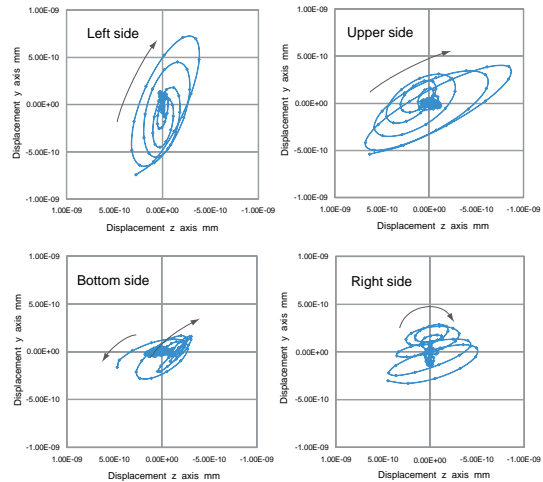 1.00E-09
Left side
5.00E-10
0.00E+00
-5.00E-10
-1.00E-09
1.00E-09 5.00E-10 0.00E+00 -5.00E-10 -1.00E-09
Displacement y axis mm
Displacement z axis mm
1.00E-09
Upper side
5.00E-10
0.00E+00
-5.00E-10
-1.00E-09
1.00E-09 5.00E-10 0.00E+00 -5.00E-10 -1.00E-09
Displacement y axis mm
Displacement z axis mm
1.00E-09
Bottom side
5.00E-10
0.00E+00
-5.00E-10
-1.00E-09
1.00E-09 5.00E-10 0.00E+00 -5.00E-10 -1.00E-09
Displacement y axis mm
Displacement z axis mm
1.00E-09
Right side
5.00E-10
0.00E+00
-5.00E-10
-1.00E-09
1.00E-09 5.00E-10 0.00E+00 -5.00E-10 -1.00E-09
Displacement y axis mm
Displacement z axis mm